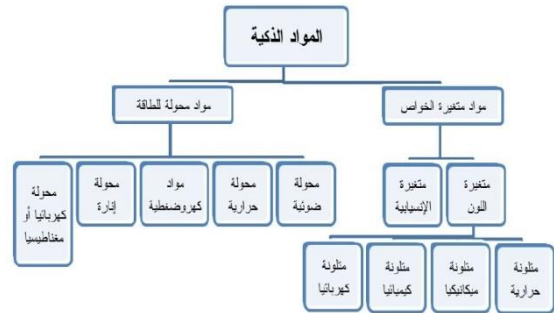 المواد الذكية
مواد متغيرة الخواص
مواد محولة للطاقة
متغيرة
اللون
متغيرة
الإنسيابية
محولة
ضوئية
محولة
حرارية
مواد
كهروضغطية
محولة
إنارة
محولة
كهربائيا أو
مغناطيسيا
متلونة
حرارية
متلونة
ميكانيكيا
متلونة
كيميائيا
متلونة
كهربائيا